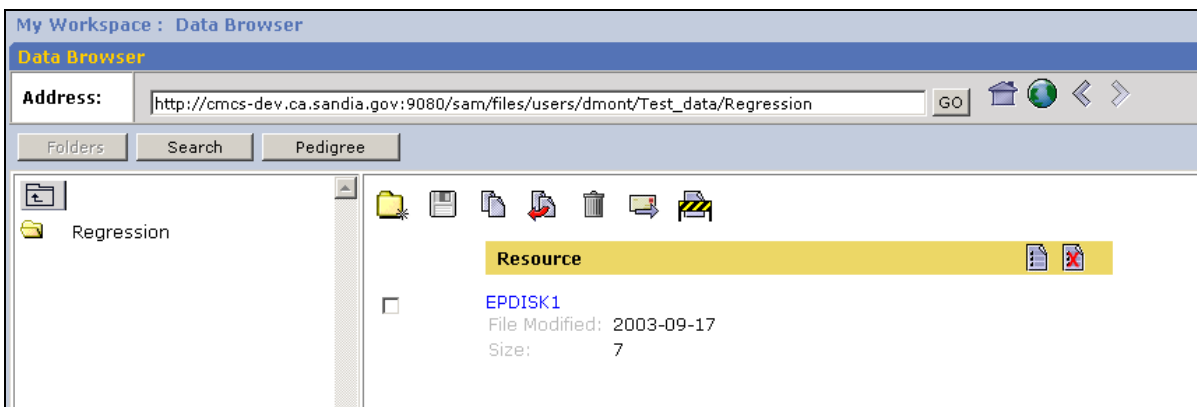 My Workspace : Data Browser
Data Browser
Address: http://cmcs-dev.ca.sandia.gov:9080/sam/files/users/dmont/Test_data/Regression GO
Folders Search Pedigree
Regression
Resource
EPDISK1
File Modified: 2003-09-17
Size: 7